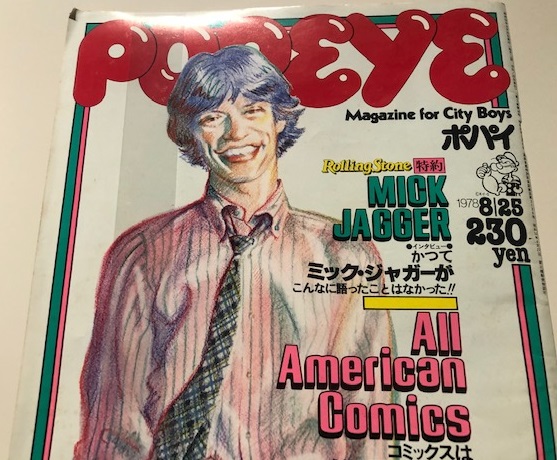 POPEYE
Magazine for City Boys
ポパイ
RollingStone 特約
MICK
JAGGER
1978 8|25
230
yen
●インタビュー●
かつて
ミック・ジャガーが
こんなに語ったことはなかった!!
All
American
Comics
コミックスは